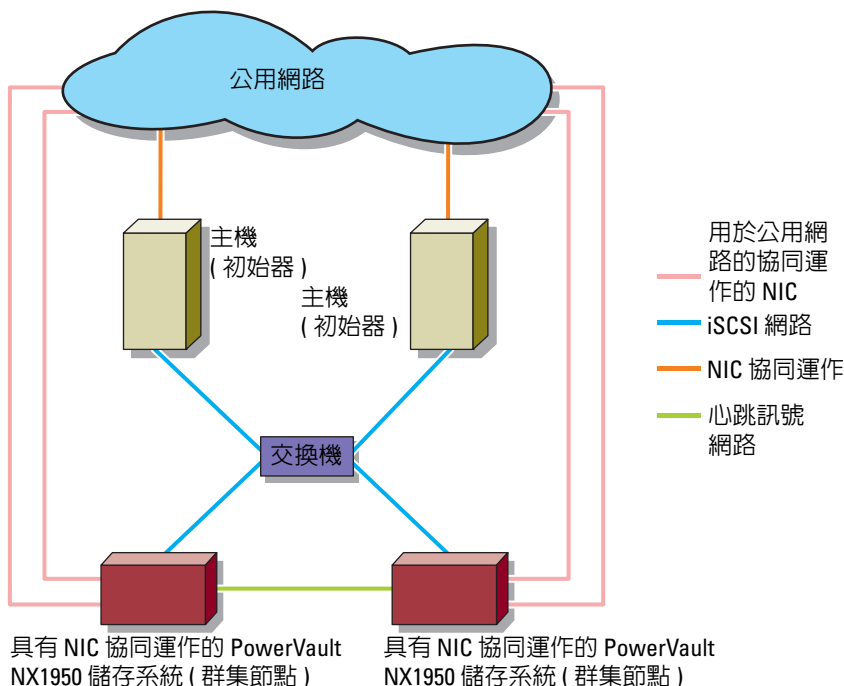 公用網路
主機
( 初始器 )
主機
( 初始器 )
用於公用網
路的協同運
作的 NIC
iSCSI 網路
NIC 協同運作
心跳訊號
網路
交換機
具有 NIC 協同運作的 PowerVault
NX1950 儲存系統 ( 群集節點 )
具有 NIC 協同運作的 PowerVault
NX1950 儲存系統 ( 群集節點 )